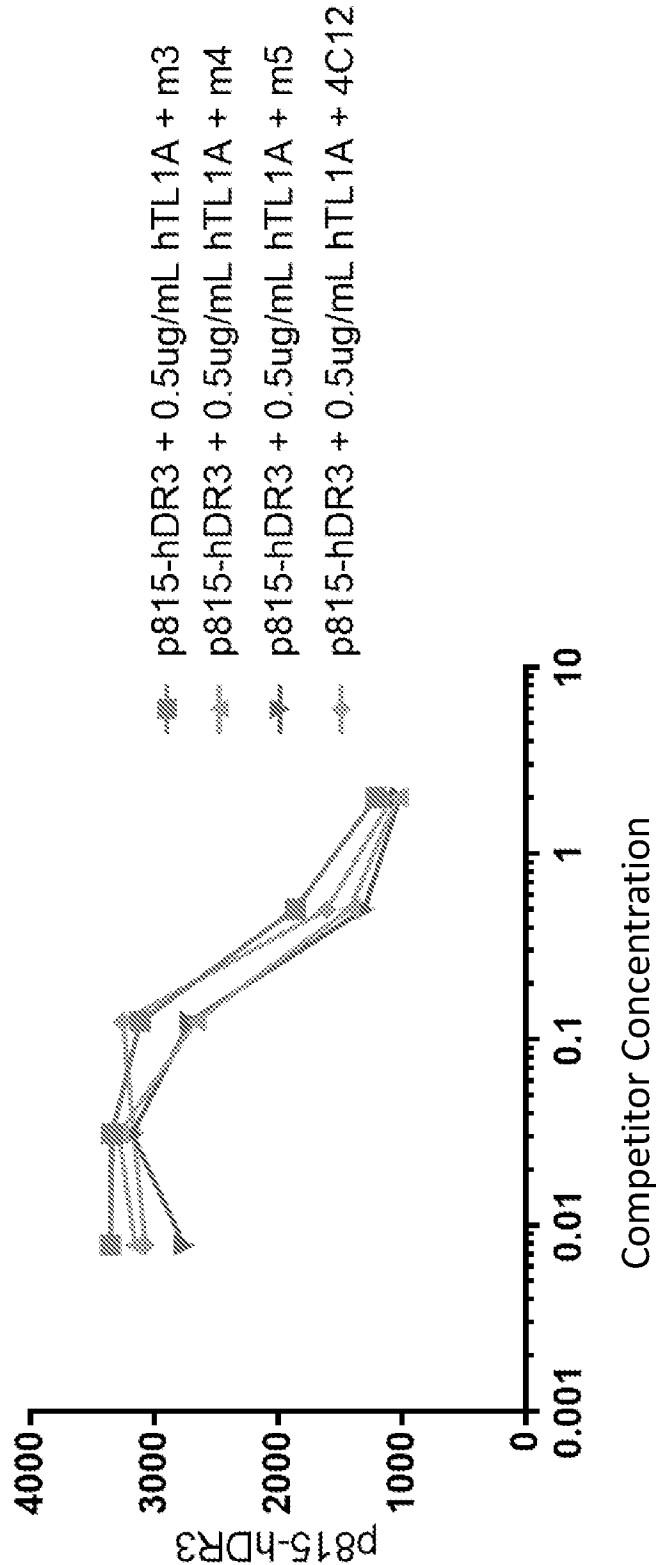 p815-hDR3
4000
3000
2000
1000
0
0.001
0.01
0.1
1
10
Competitor Concentration
p815-hDR3 + 0.5ug/mL hTL1A + m3
p815-hDR3 + 0.5ug/mL hTL1A + m4
p815-hDR3 + 0.5ug/mL hTL1A + m5
p815-hDR3 + 0.5ug/mL hTL1A + 4C12